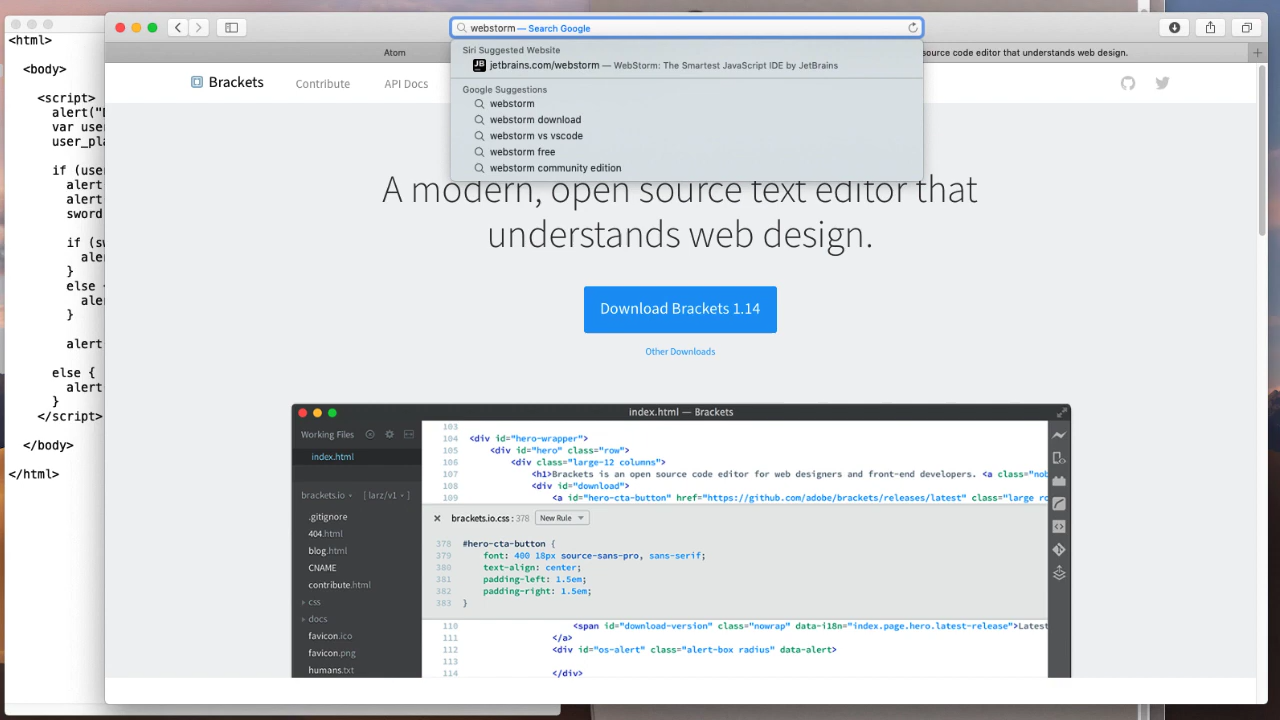 <html>
<body>
<script>
alert("
var use
user_pla
if (use
alert
alert
sword
if (s
ale
}
else {
ale
}
alert
else {
alert
}
</script>
</body>
</html>
webstorm — Search Google
Atom
source code editor that understands web design.
Siri Suggested Website
jetbrains.com/webstorm — WebStorm: The Smartest JavaScript IDE by JetBrains
Google Suggestions
webstorm
webstorm download
webstorm vs vscode
webstorm free
webstorm community edition
Brackets
Contribute
API Docs
A modern, open source text editor that
understands web design.
Download Brackets 1.14
Other Downloads
index.html — Brackets
Working Files
index.html
brackets.io
[ larz/v1 ]
.gitignore
404.html
blog.html
CNAME
contribute.html
css
docs
favicon.ico
favicon.png
humans.txt
103
104 <div id="hero-wrapper">
105 <div id="hero" class="row">
106 <div class="large-12 columns">
107 <h1>Brackets is an open source code editor for web designers and front-end developers. <a class="nob
108 <div id="download">
109 <a id="hero-cta-button" href="https://github.com/adobe/brackets/releases/latest" class="large ro
brackets.io.css : 378 New Rule
378 #hero-cta-button {
379 font: 400 18px source-sans-pro, sans-serif;
380 text-align: center;
381 padding-left: 1.5em;
382 padding-right: 1.5em;
383 }
110 <span id="download-version" class="nowrap" data-i18n="index.page.hero.latest-release">Latest
111 </a>
112 <div id="os-alert" class="alert-box radius" data-alert>
113
114 </div>